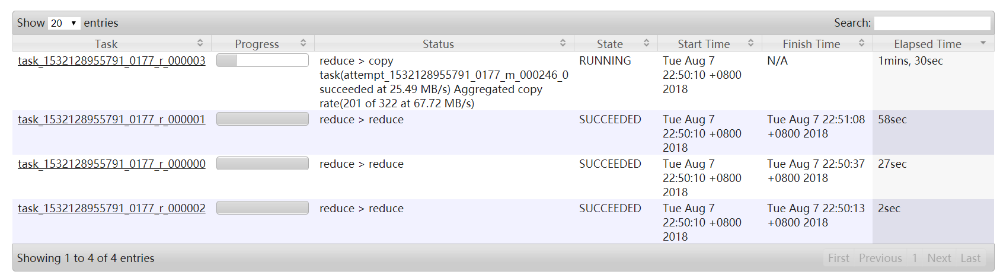 Show 20 entries Search:
Task Progress Status State Start Time Finish Time Elapsed Time
task_1532128955791_0177_r_000003 reduce > copy RUNNING Tue Aug 7 N/A 1mins, 30sec
task(attempt_1532128955791_0177_m_000246_0 22:50:10 +0800
succeeded at 25.49 MB/s) Aggregated copy 2018
rate(201 of 322 at 67.72 MB/s)
task_1532128955791_0177_r_000001 reduce > reduce SUCCEEDED Tue Aug 7 Tue Aug 7 22:51:08 58sec
22:50:10 +0800 +0800 2018
2018
task_1532128955791_0177_r_000000 reduce > reduce SUCCEEDED Tue Aug 7 Tue Aug 7 22:50:37 27sec
22:50:10 +0800 +0800 2018
2018
task_1532128955791_0177_r_000002 reduce > reduce SUCCEEDED Tue Aug 7 Tue Aug 7 22:50:13 2sec
22:50:10 +0800 +0800 2018
2018
Showing 1 to 4 of 4 entries First Previous 1 Next Last